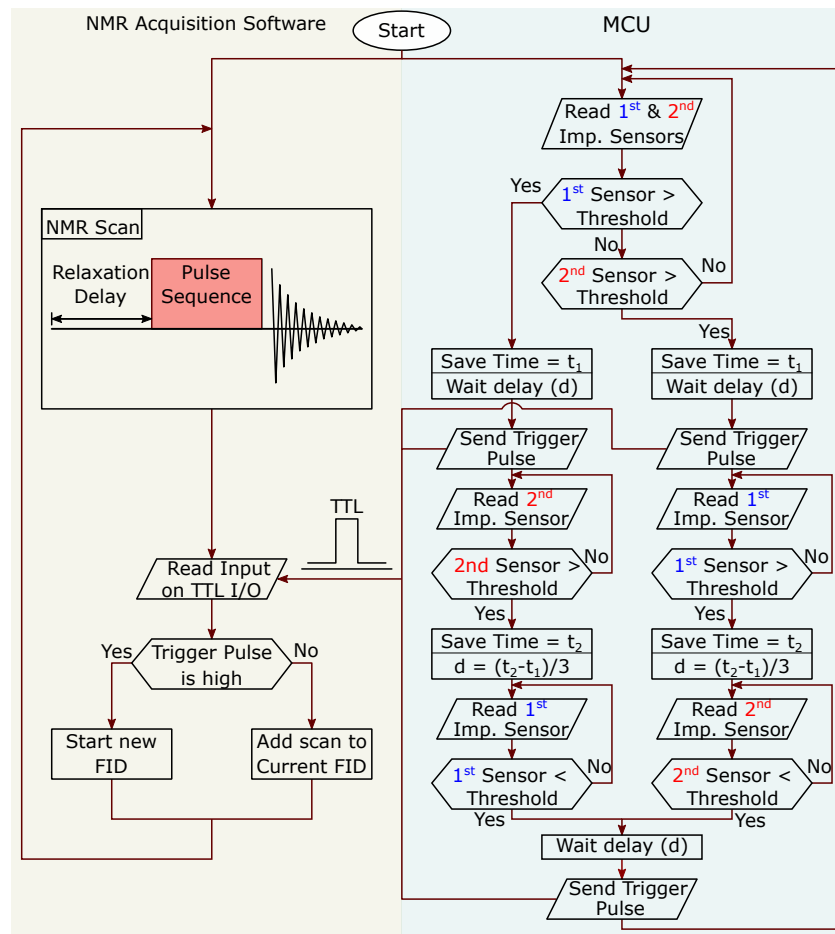 NMR Acquisition Software
Start
MCU
Read 1st & 2nd
Imp. Sensors
Yes
1st Sensor >
Threshold
No
2nd Sensor >
Threshold
No
Yes
NMR Scan
Relaxation
Delay
Pulse
Sequence
Save Time = t1
Wait delay (d)
Save Time = t1
Wait delay (d)
Send Trigger
Pulse
Send Trigger
Pulse
Read 2nd
Imp. Sensor
Read 1st
Imp. Sensor
TTL
Read Input
on TTL I/O
2nd Sensor >
Threshold
No
1st Sensor >
Threshold
No
Yes
Yes
Yes
Trigger Pulse
is high
No
Save Time = t2
d = (t2-t1)/3
Save Time = t2
d = (t2-t1)/3
Read 1st
Imp. Sensor
Read 2nd
Imp. Sensor
Start new
FID
Add scan to
Current FID
1st Sensor <
Threshold
No
2nd Sensor <
Threshold
No
Yes
Yes
Wait delay (d)
Send Trigger
Pulse